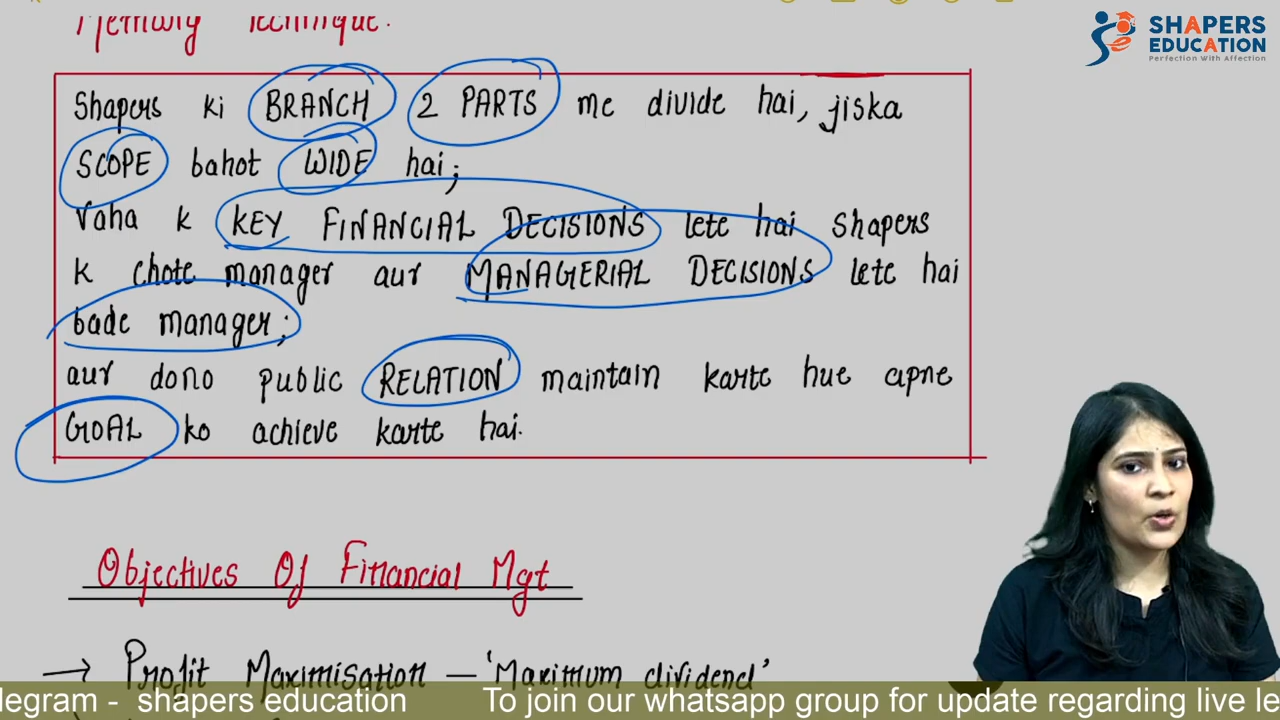 Memory Technique.
SHAPERS
EDUCATION
Perfection With Affection
Shapers ki BRANCH 2 PARTS me divide hai, jiska
SCOPE bahot WIDE hai;
Vaha k KEY FINANCIAL DECISIONS lete hai shapers
k chote manager aur MANAGERIAL DECISIONS lete hai
bade manager;
aur dono public RELATION maintain karte hue apne
GOAL ko achieve karte hai.
Objectives Of Financial Mgt
→ Profit Maximisation – 'Maximum dividend'
legram - shapers education To join our whatsapp group for update regarding live le